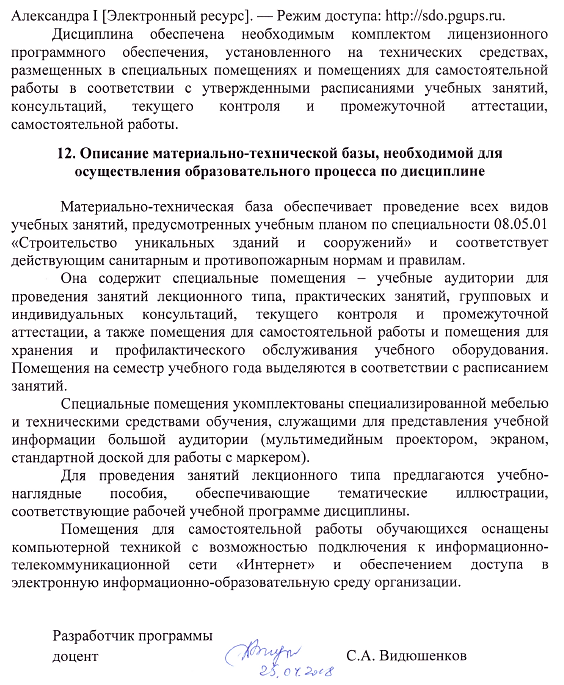 Александра I [Электронный ресурс]. — Режим доступа: http://sdo.pgups.ru.
Дисциплина обеспечена необходимым комплектом лицензионного
программного обеспечения, установленного на технических средствах,
размещенных в специальных помещениях и помещениях для самостоятельной
работы в соответствии с утвержденными расписаниями учебных занятий,
консультаций, текущего контроля и промежуточной аттестации,
самостоятельной работы.
12. Описание материально-технической базы, необходимой для
осуществления образовательного процесса по дисциплине
Материально-техническая база обеспечивает проведение всех видов
учебных занятий, предусмотренных учебным планом по специальности 08.05.01
«Строительство уникальных зданий и сооружений» и соответствует
действующим санитарным и противопожарным нормам и правилам.
Она содержит специальные помещения – учебные аудитории для
проведения занятий лекционного типа, практических занятий, групповых и
индивидуальных консультаций, текущего контроля и промежуточной
аттестации, а также помещения для самостоятельной работы и помещения для
хранения и профилактического обслуживания учебного оборудования.
Помещения на семестр учебного года выделяются в соответствии с расписанием
занятий.
Специальные помещения укомплектованы специализированной мебелью
и техническими средствами обучения, служащими для представления учебной
информации большой аудитории (мультимедийным проектором, экраном,
стандартной доской для работы с маркером).
Для проведения занятий лекционного типа предлагаются учебно-
наглядные пособия, обеспечивающие тематические иллюстрации,
соответствующие рабочей учебной программе дисциплины.
Помещения для самостоятельной работы обучающихся оснащены
компьютерной техникой с возможностью подключения к информационно-
телекоммуникационной сети «Интернет» и обеспечением доступа в
электронную информационно-образовательную среду организации.
Разработчик программы
доцент С.А. Видюшенков
25.04.2018